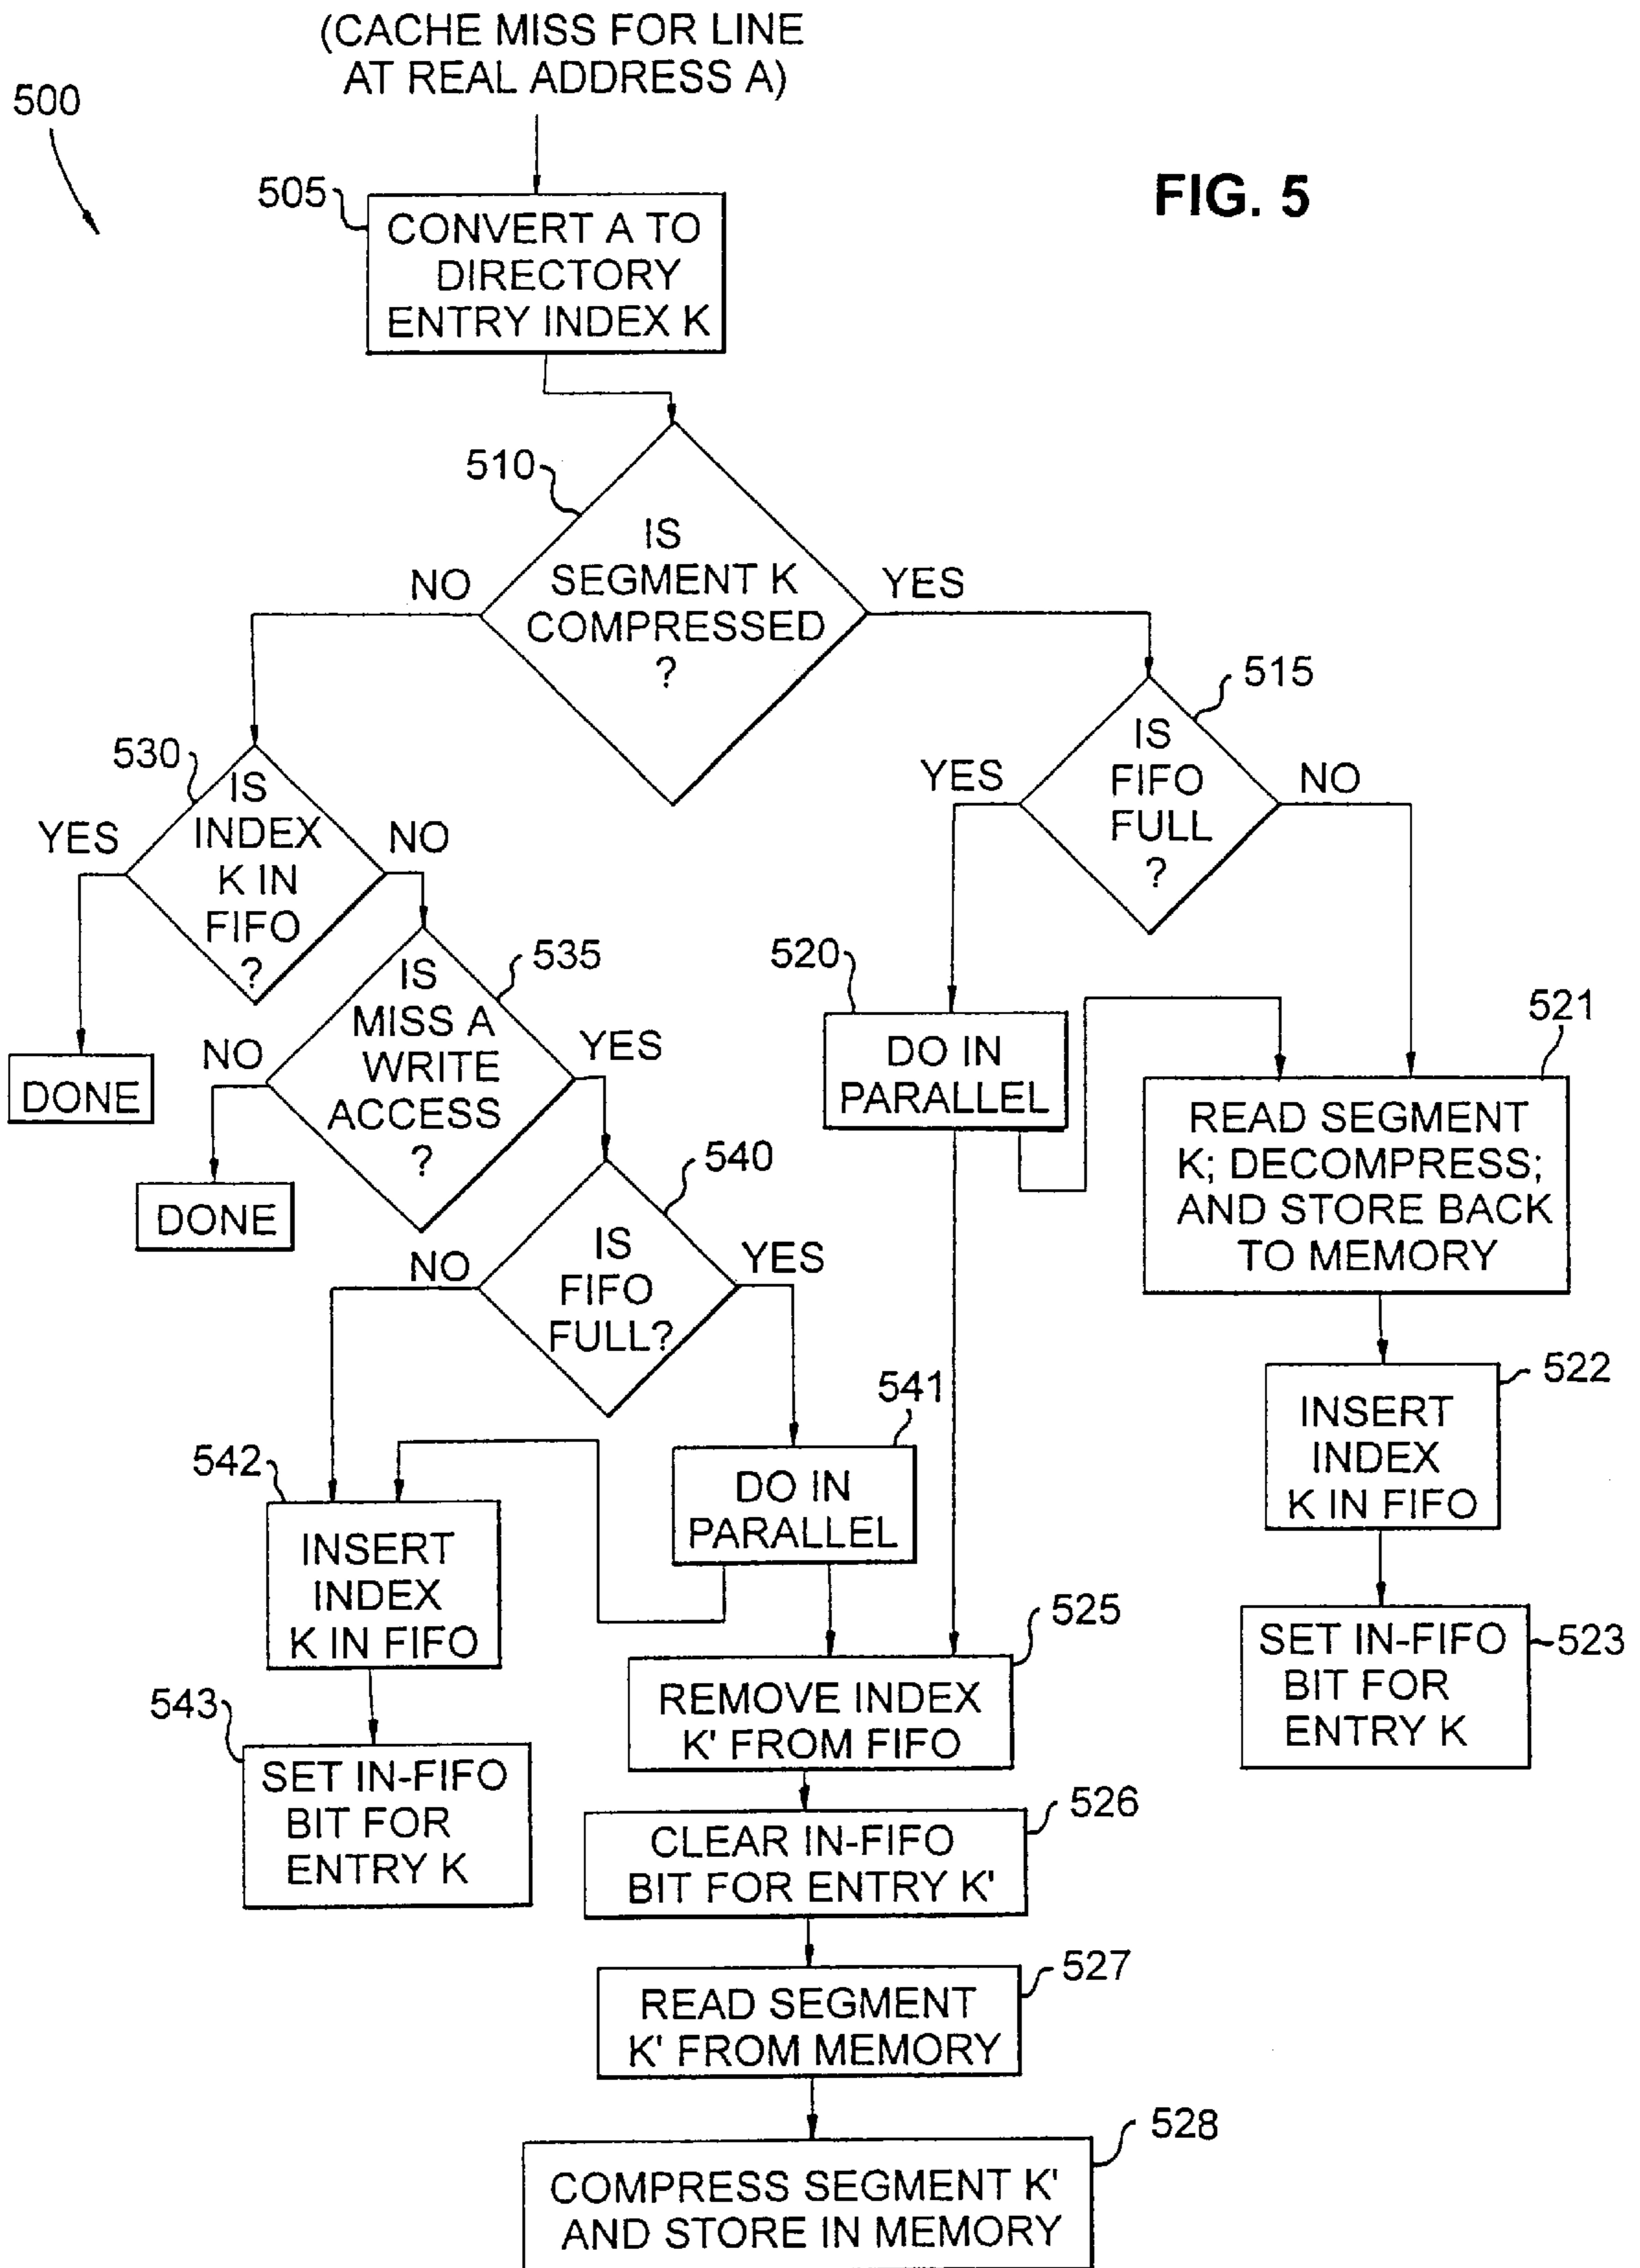 (CACHE MISS FOR LINE
AT REAL ADDRESS A)
500
FIG. 5
505
CONVERT A TO
DIRECTORY
ENTRY INDEX K
510
IS
SEGMENT K
COMPRESSED
?
NO
YES
515
IS
FIFO
FULL
?
YES
NO
530
IS
INDEX
K IN
FIFO
?
YES
NO
DONE
535
IS
MISS A
WRITE
ACCESS
?
NO
YES
DONE
520
DO IN
PARALLEL
521
READ SEGMENT
K; DECOMPRESS;
AND STORE BACK
TO MEMORY
540
IS
FIFO
FULL?
NO
YES
522
INSERT
INDEX
K IN FIFO
541
DO IN
PARALLEL
542
INSERT
INDEX
K IN FIFO
523
SET IN-FIFO
BIT FOR
ENTRY K
525
REMOVE INDEX
K' FROM FIFO
543
SET IN-FIFO
BIT FOR
ENTRY K
526
CLEAR IN-FIFO
BIT FOR ENTRY K'
527
READ SEGMENT
K' FROM MEMORY
528
COMPRESS SEGMENT K'
AND STORE IN MEMORY